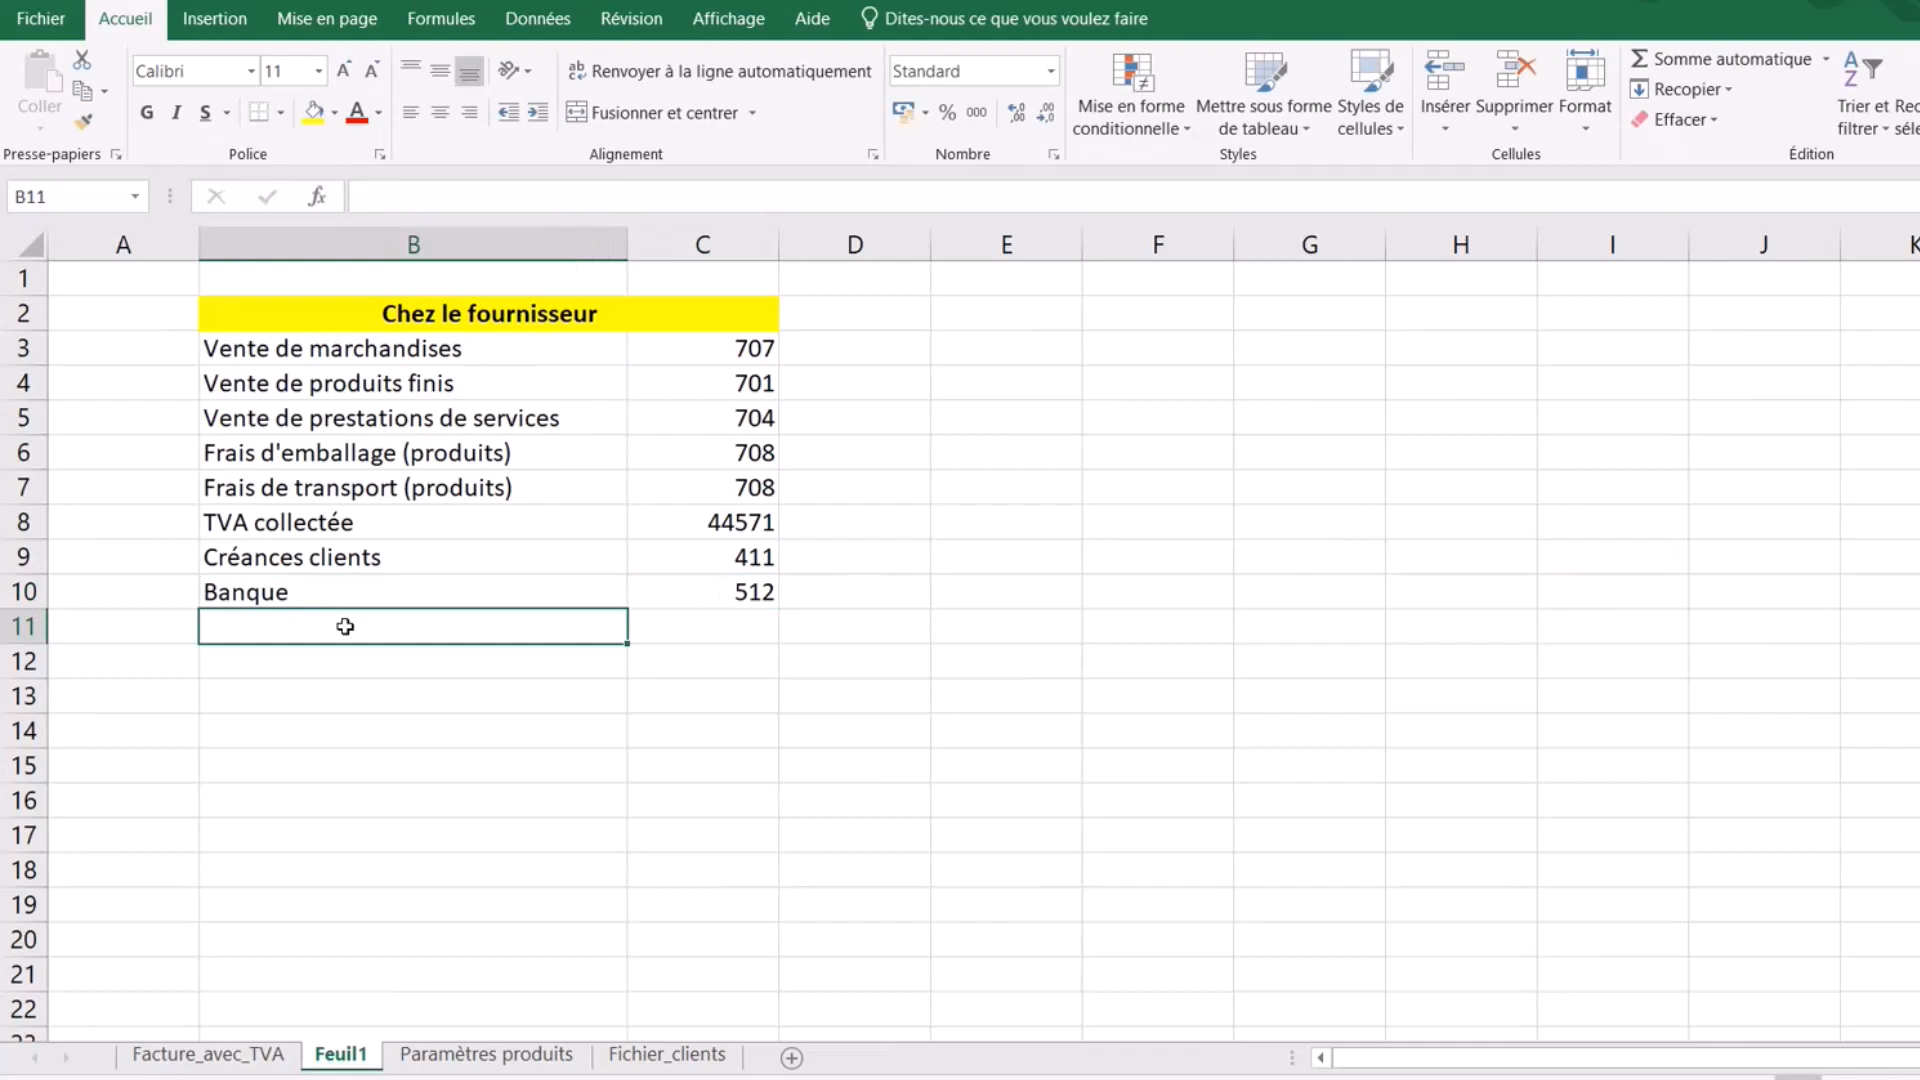 Fichier Accueil Insertion Mise en page Formules Données Révision Affichage Aide Dites-nous ce que vous voulez faire
Coller
Calibri 11
G I S
Presse-papiers
Police
ab Renvoyer à la ligne automatiquement
Fusionner et centrer
Alignement
Standard
% 000
Nombre
Mise en forme conditionnelle
Mettre sous forme de tableau
Styles de cellules
Styles
Insérer Supprimer Format
Cellules
Somme automatique
Recopier
Effacer
Trier et
filtrer
Édition
B11 fx
A B C D E F G H I J K
1
2 Chez le fournisseur
3 Vente de marchandises 707
4 Vente de produits finis 701
5 Vente de prestations de services 704
6 Frais d'emballage (produits) 708
7 Frais de transport (produits) 708
8 TVA collectée 44571
9 Créances clients 411
10 Banque 512
11
12
13
14
15
16
17
18
19
20
21
22
Facture_avec_TVA Feuil1 Paramètres produits Fichier_clients